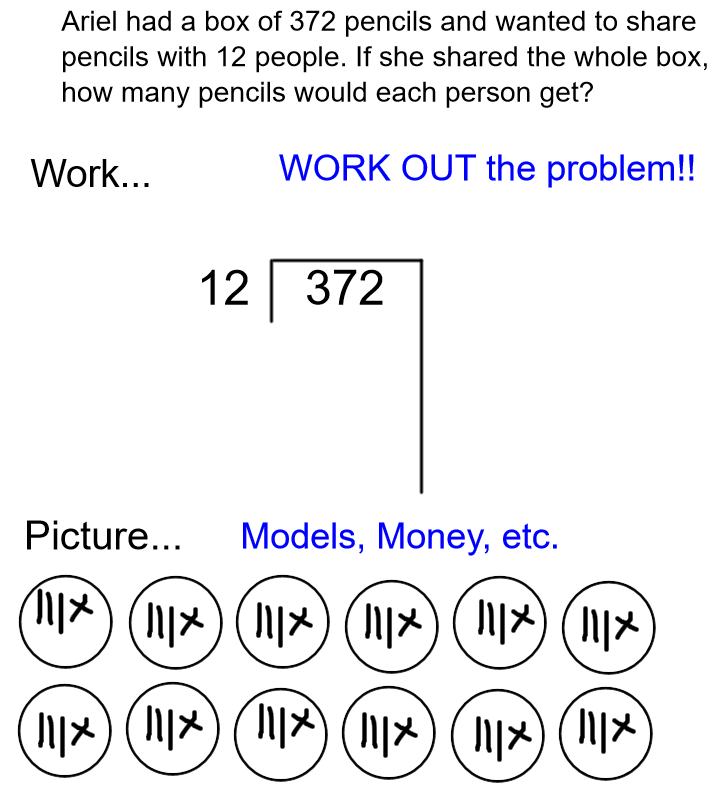 Ariel had a box of 372 pencils and wanted to share
pencils with 12 people. If she shared the whole box,
how many pencils would each person get?
Work...
WORK OUT the problem!!
12 372
Picture...
Models, Money, etc.